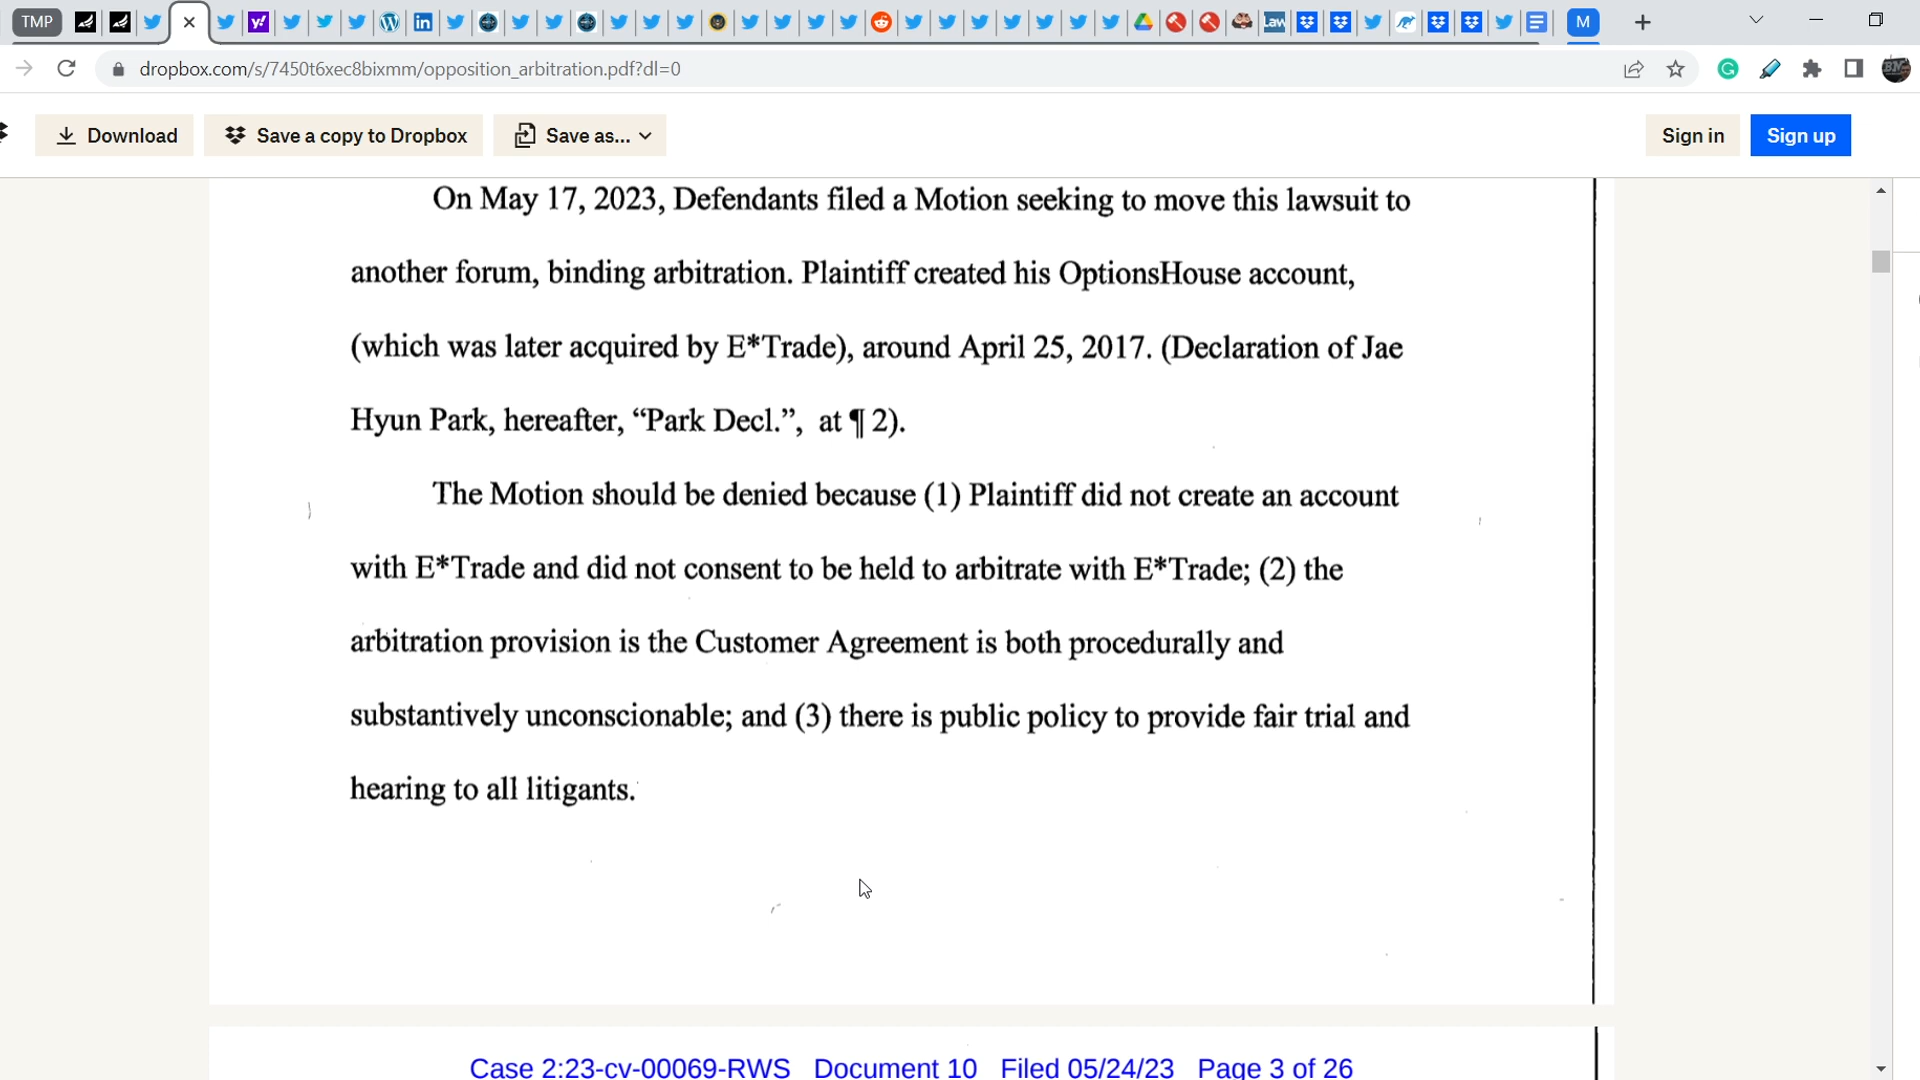 TMP
M
dropbox.com/s/7450t6xec8bixmm/opposition_arbitration.pdf?dl=0
Download Save a copy to Dropbox Save as... Sign in Sign up
On May 17, 2023, Defendants filed a Motion seeking to move this lawsuit to
another forum, binding arbitration. Plaintiff created his OptionsHouse account,
(which was later acquired by E*Trade), around April 25, 2017. (Declaration of Jae
Hyun Park, hereafter, “Park Decl.”, at ¶ 2).
The Motion should be denied because (1) Plaintiff did not create an account
with E*Trade and did not consent to be held to arbitrate with E*Trade; (2) the
arbitration provision is the Customer Agreement is both procedurally and
substantively unconscionable; and (3) there is public policy to provide fair trial and
hearing to all litigants.
Case 2:23-cv-00069-RWS Document 10 Filed 05/24/23 Page 3 of 26